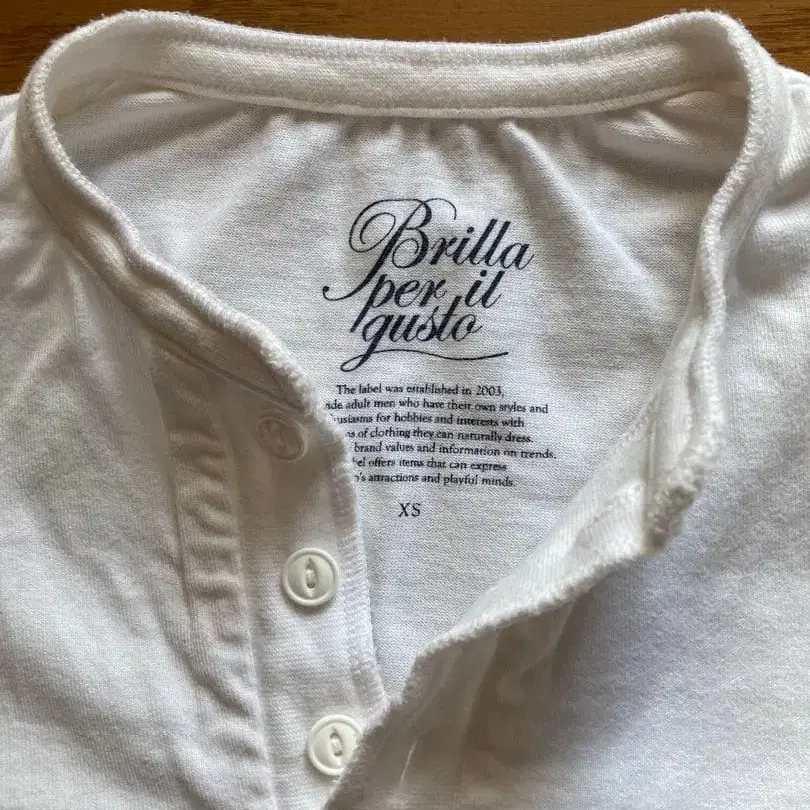 Brilla
per il
gusto
The label was established in 2003,
adult men who have their own styles and
for hobbies and interests with
of clothing they can naturally dress.
brand values and information on trends.
offers items that can express
attractions and playful minds.
XS